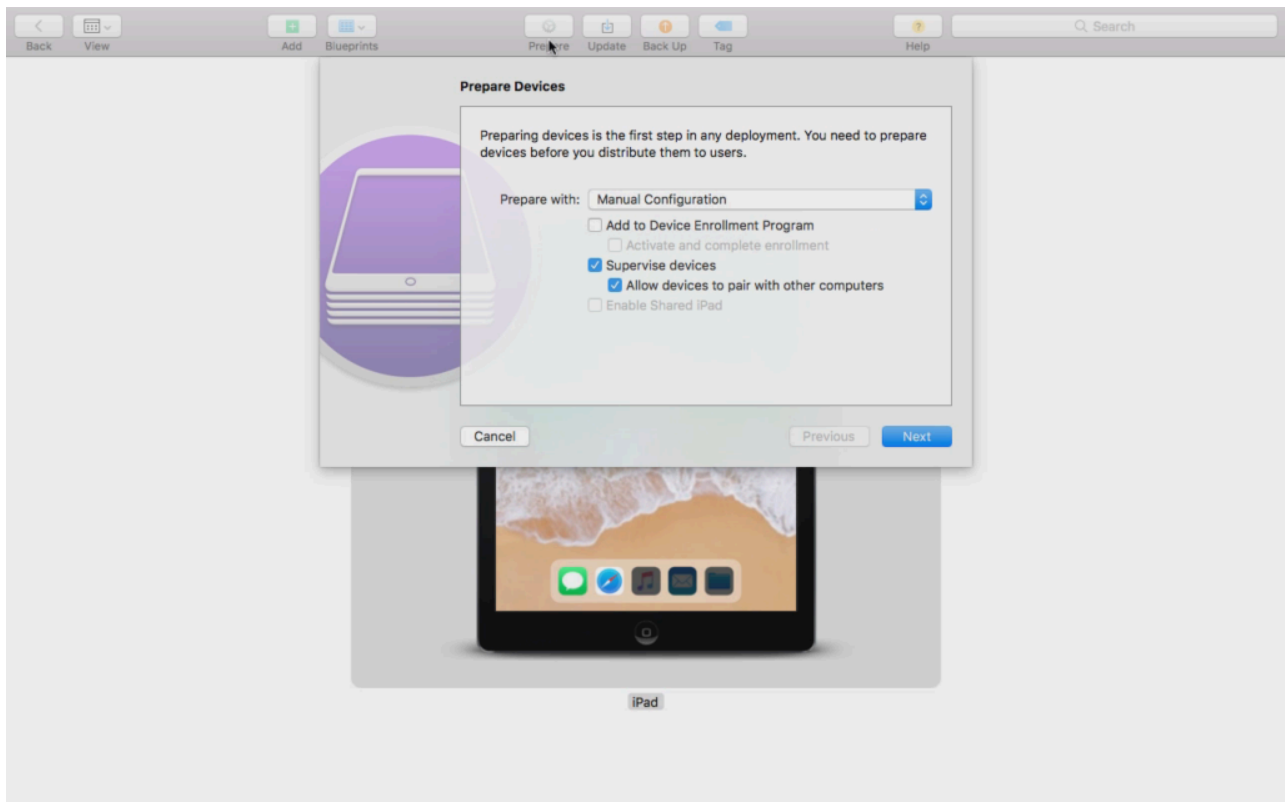 Back View Add Blueprints Prepare Update Back Up Tag Help Search
Prepare Devices
Preparing devices is the first step in any deployment. You need to prepare
devices before you distribute them to users.
Prepare with: Manual Configuration
Add to Device Enrollment Program
Activate and complete enrollment
Supervise devices
Allow devices to pair with other computers
Enable Shared iPad
Cancel Previous Next
iPad